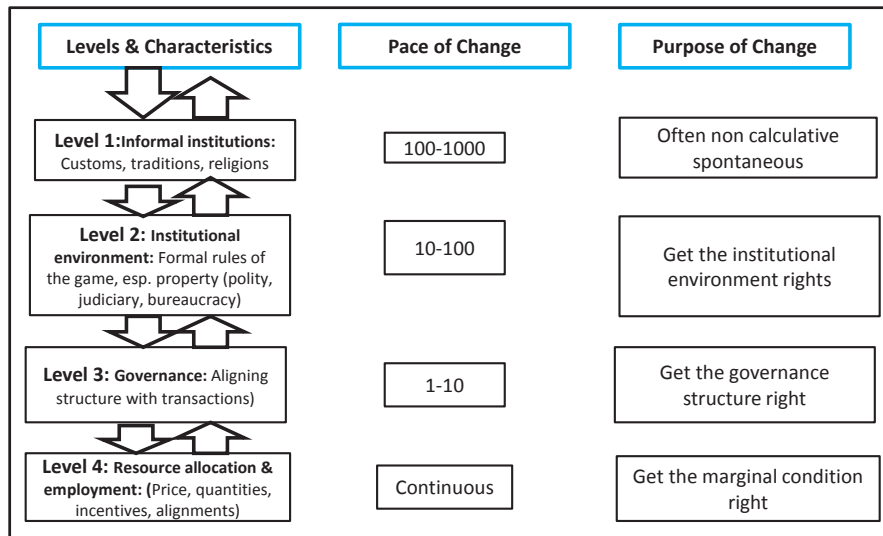 Levels & Characteristics
Pace of Change
Purpose of Change
Level 1:Informal institutions:
Customs, traditions, religions
100-1000
Often non calculative
spontaneous
Level 2: Institutional
environment: Formal rules of
the game, esp. property (polity,
judiciary, bureaucracy)
10-100
Get the institutional
environment rights
Level 3: Governance: Aligning
structure with transactions)
1-10
Get the governance
structure right
Level 4: Resource allocation &
employment: (Price, quantities,
incentives, alignments)
Continuous
Get the marginal condition
right